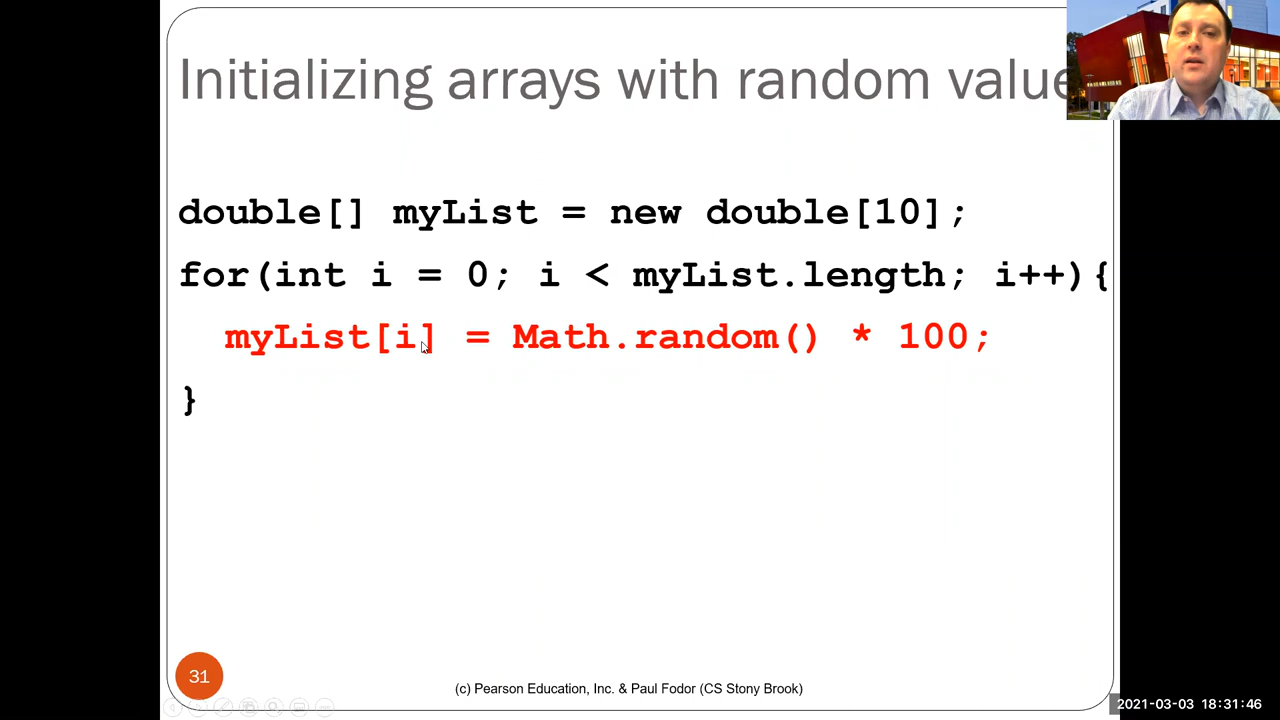 Initializing arrays with random value
double[] myList = new double[10];
for(int i = 0; i < myList.length; i++){
myList[i] = Math.random() * 100;
}
31
(c) Pearson Education, Inc. & Paul Fodor (CS Stony Brook)
2021-03-03 18:31:46